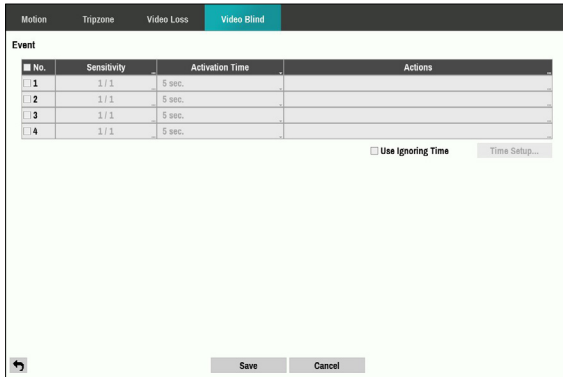 Motion Tripzone Video Loss Video Blind
Event
No. Sensitivity Activation Time Actions
1 1 / 1 5 sec.
2 1 / 1 5 sec.
3 1 / 1 5 sec.
4 1 / 1 5 sec.
Use Ignoring Time Time Setup...
Save Cancel